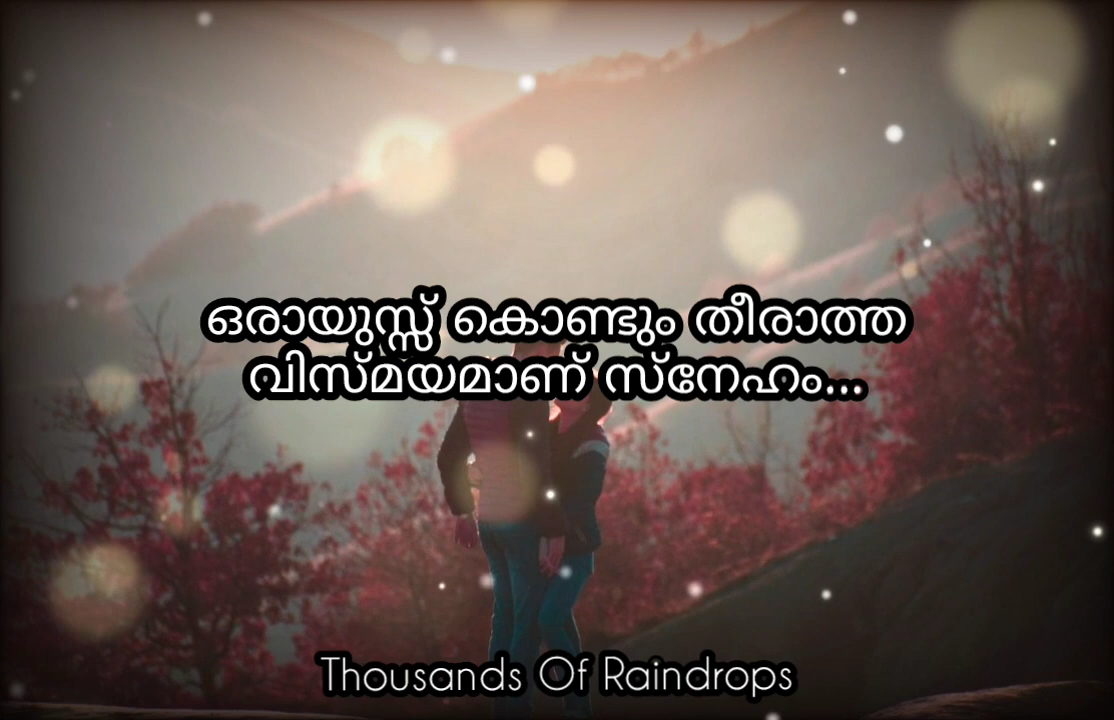 ഒരായുസ്സ് കൊണ്ടും തീരാത്ത
വിസ്മയമാണ് സ്നേഹം...
Thousands Of Raindrops